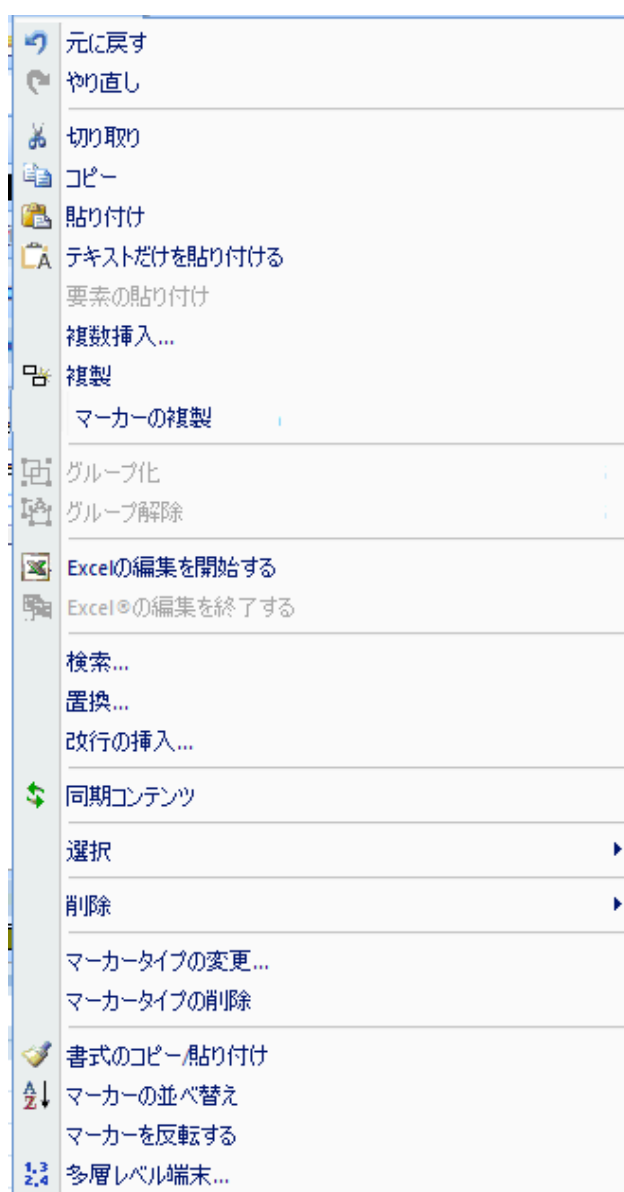 元に戻す
やり直し
切り取り
コピー
貼り付け
テキストだけを貼り付ける
要素の貼り付け
複数挿入...
複製
マーカーの複製
グループ化
グループ解除
Excelの編集を開始する
Excel®の編集を終了する
検索...
置換...
改行の挿入...
同期コンテンツ
選択
削除
マーカータイプの変更...
マーカータイプの削除
書式のコピー/貼り付け
マーカーの並べ替え
マーカーを反転する
多層レベル端末...